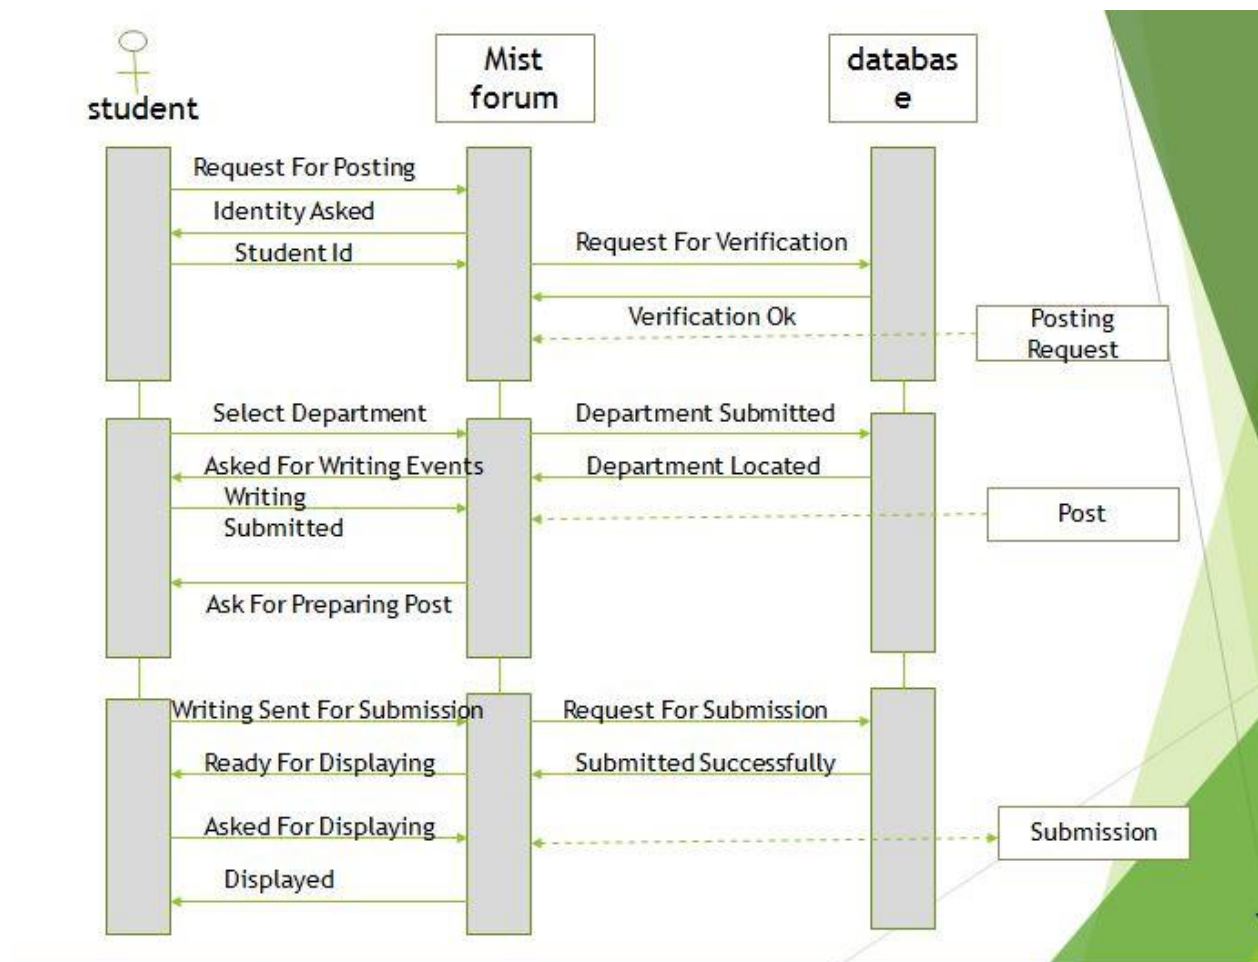 student
Mist
forum
databas
e
Request For Posting
Identity Asked
Student Id
Request For Verification
Verification Ok
Posting
Request
Select Department
Department Submitted
Asked For Writing Events
Department Located
Writing
Submitted
Post
Ask For Preparing Post
Writing Sent For Submission
Request For Submission
Ready For Displaying
Submitted Successfully
Asked For Displaying
Submission
Displayed